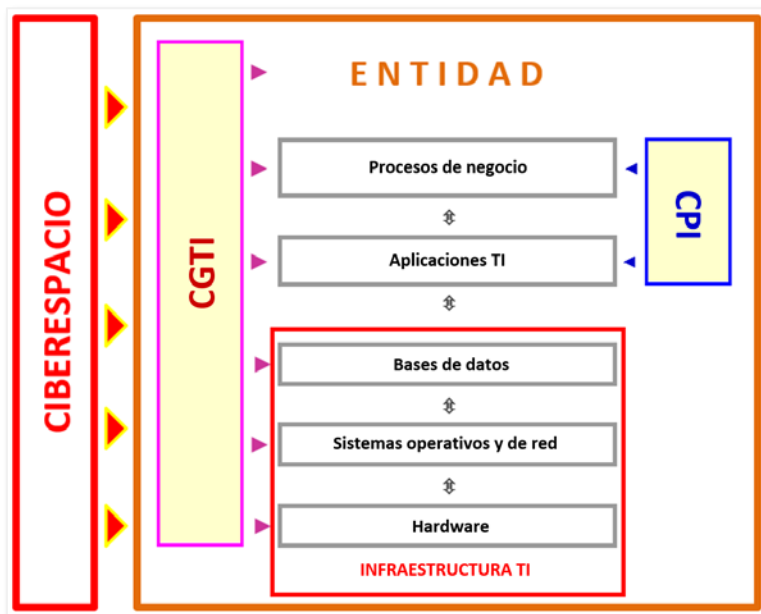 CIBERESPACIO
CGTI
ENTIDAD
Procesos de negocio
CPI
Aplicaciones TI
Bases de datos
Sistemas operativos y de red
Hardware
INFRAESTRUCTURA TI